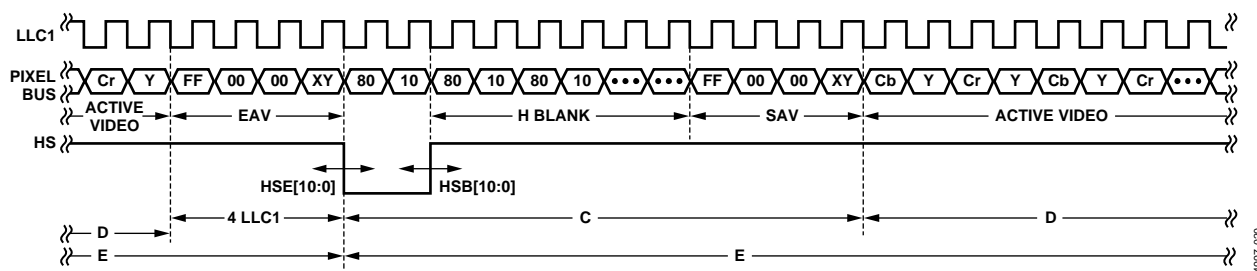 LLC1
PIXEL BUS Cr Y FF 00 00 XY 80 10 80 10 80 10 ••• ••• FF 00 00 XY Cb Y Cr Y Cb Y Cr •••
ACTIVE VIDEO EAV H BLANK SAV ACTIVE VIDEO
HS
HSE[10:0] HSB[10:0]
4 LLC1 C D
D
E E